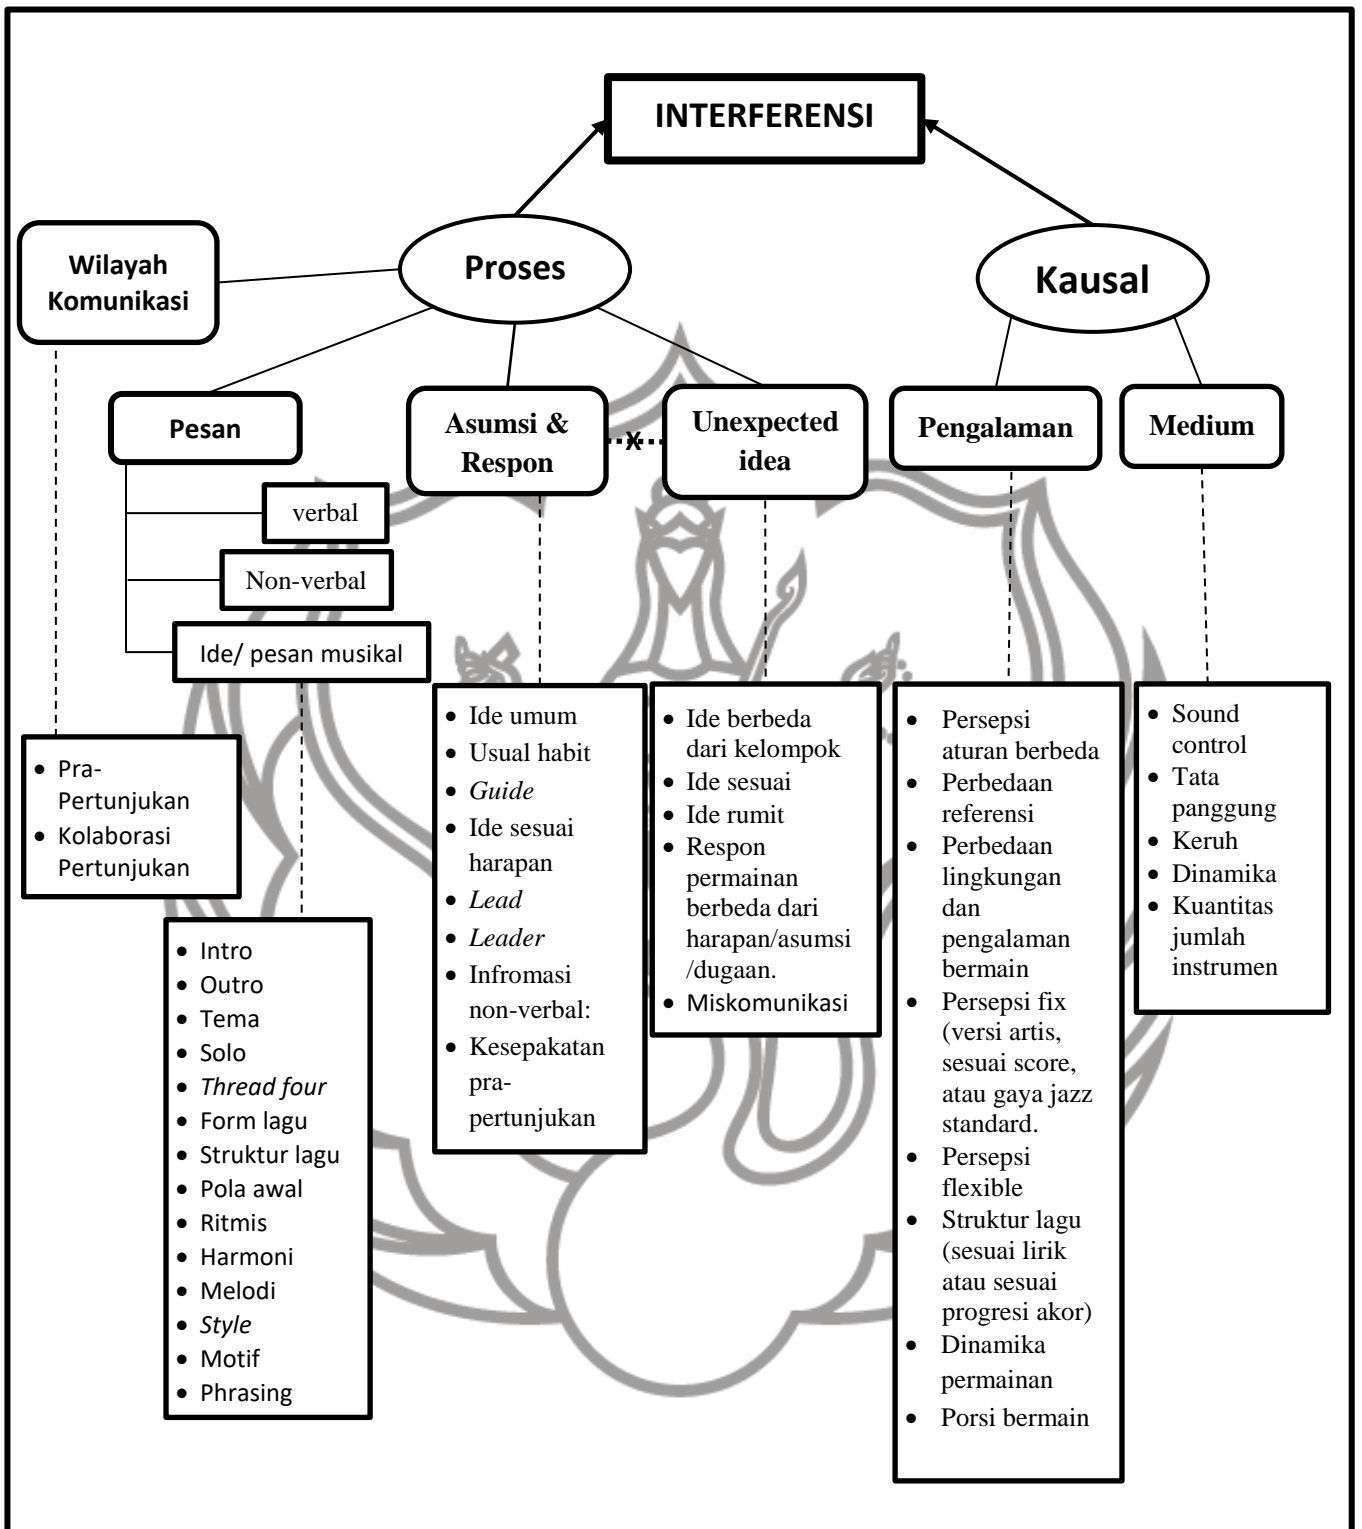 INTERFERENSI
Proses
Kausal
Wilayah
Komunikasi
Pesan
Asumsi &
Respon
X
Unexpected
idea
Pengalaman
Medium
verbal
Non-verbal
Ide/ pesan musikal
• Pra-
Pertunjukan
• Kolaborasi
Pertunjukan
• Intro
• Outro
• Tema
• Solo
• Thread four
• Form lagu
• Struktur lagu
• Pola awal
• Ritmis
• Harmoni
• Melodi
• Style
• Motif
• Phrasing
• Ide umum
• Usual habit
• Guide
• Ide sesuai
harapan
• Lead
• Leader
• Infromasi
non-verbal:
• Kesepakatan
pra-
pertunjukan
• Ide berbeda
dari kelompok
• Ide sesuai
• Ide rumit
• Respon
permainan
berbeda dari
harapan/asumsi
/dugaan.
• Miskomunikasi
• Persepsi
aturan berbeda
• Perbedaan
referensi
• Perbedaan
lingkungan
dan
pengalaman
bermain
• Persepsi fix
(versi artis,
sesuai score,
atau gaya jazz
standard.
• Persepsi
flexible
• Struktur lagu
(sesuai lirik
atau sesuai
progresi akor)
• Dinamika
permainan
• Porsi bermain
• Sound
control
• Tata
panggung
• Keruh
• Dinamika
• Kuantitas
jumlah
instrumen